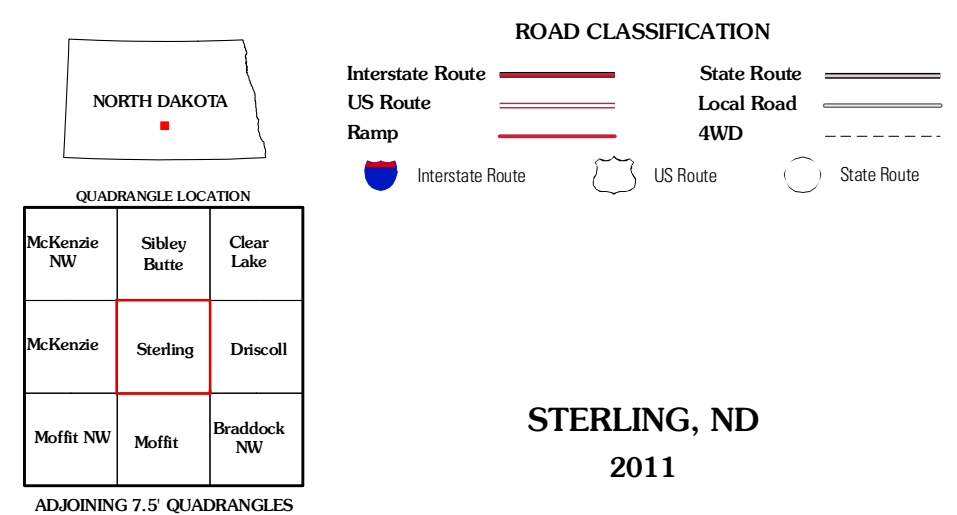 ROAD CLASSIFICATION
Interstate Route
State Route
US Route
Local Road
Ramp
4WD
Interstate Route
US Route
State Route
NORTH DAKOTA
QUADRANGLE LOCATION
McKenzie
NW
Sibley
Butte
Clear
Lake
McKenzie
Sterling
Driscoll
Moffit NW
Moffit
Braddock
NW
ADJOINING 7.5' QUADRANGLES
STERLING, ND
2011